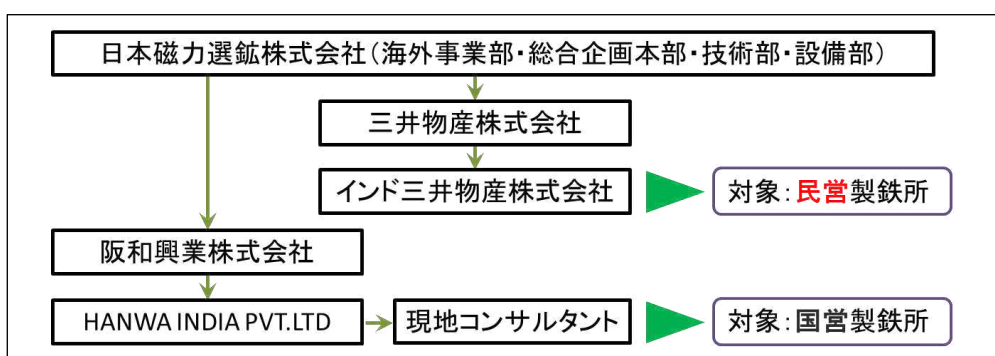 日本磁力選鉱株式会社(海外事業部・総合企画本部・技術部・設備部)
三井物産株式会社
インド三井物産株式会社
対象:民営製鉄所
阪和興業株式会社
HANWA INDIA PVT.LTD
現地コンサルタント
対象:国営製鉄所